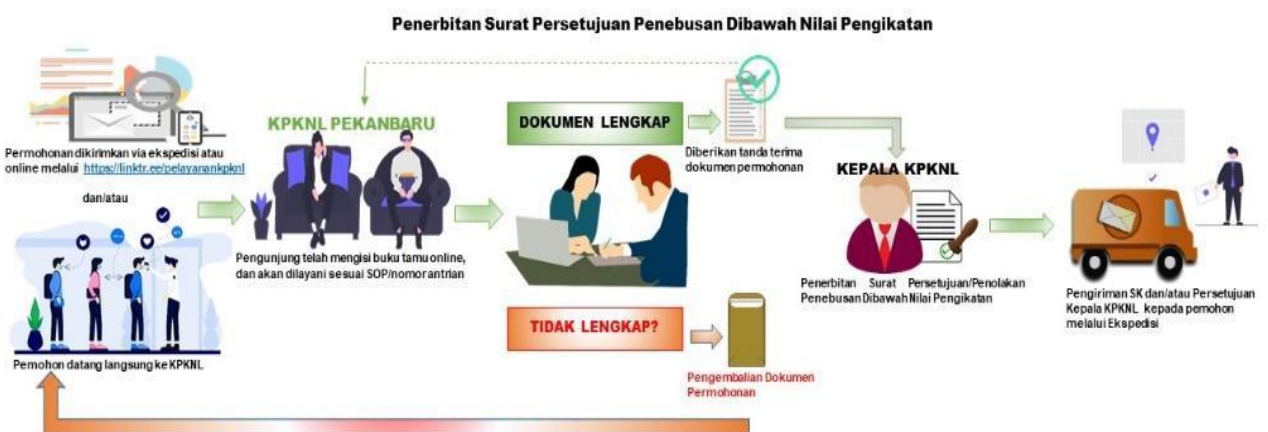 Penerbitan Surat Persetujuan Penebusan Dibawah Nilai Pengikatan
Permohonan dikirimkan via ekspedisi atau
online melalui https://linktr.ee/pelayanankpknl
dan/atau
Pemohon datang langsung ke KPKNL
KPKNL PEKANBARU
Pengunjung telah mengisi buku tamu online,
dan akan dilayani sesuai SOP/nomor antrian
DOKUMEN LENGKAP
Diberikan tanda terima
dokumen permohonan
TIDAK LENGKAP?
Pengembalian Dokumen
Permohonan
KEPALA KPKNL
Penerbitan Surat Persetujuan/Penolakan
Penebusan Dibawah Nilai Pengikatan
Pengiriman SK dan/atau Persetujuan
Kepala KPKNL kepada pemohon
melalui Ekspedisi